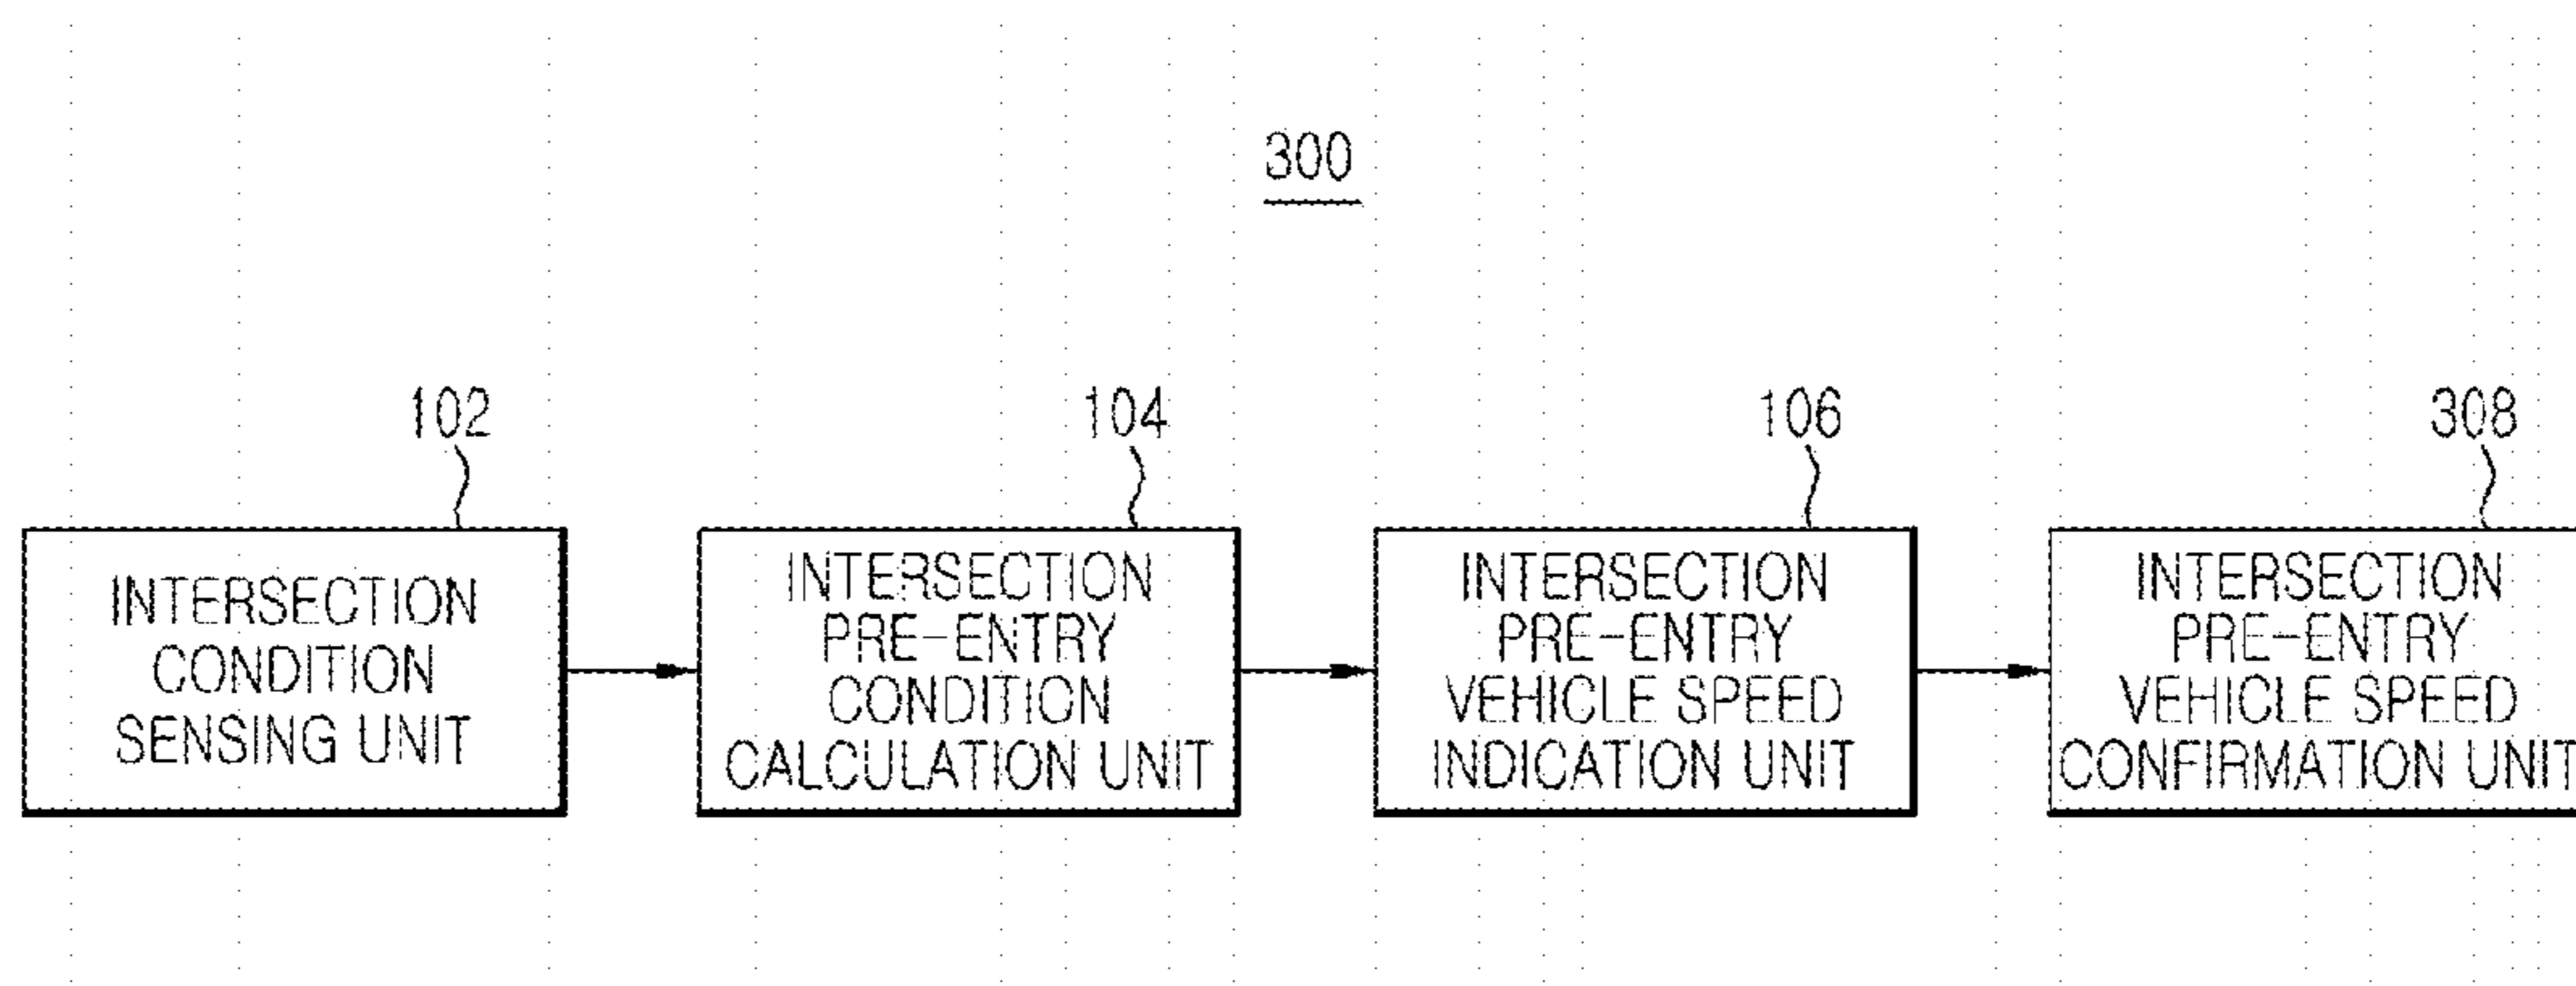 300
102
104
106
308
INTERSECTION
CONDITION
SENSING UNIT
INTERSECTION
PRE-ENTRY
CONDITION
CALCULATION UNIT
INTERSECTION
PRE-ENTRY
VEHICLE SPEED
INDICATION UNIT
INTERSECTION
PRE-ENTRY
VEHICLE SPEED
CONFIRMATION UNIT